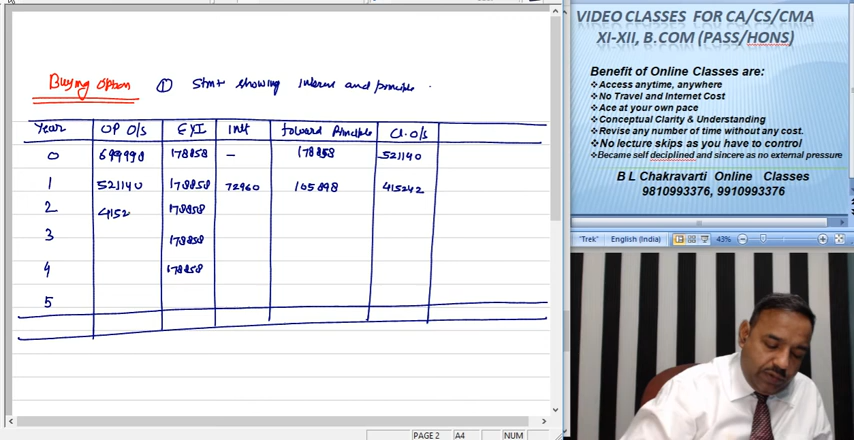 VIDEO CLASSES FOR CA/CS/CMA
XI-XII, B.COM (PASS/HONS)
Benefit of Online Classes are:
Access anytime, anywhere
No Travel and Internet Cost
Ace at your own pace
Conceptual Clarity & Understanding
Revise any number of time without any cost.
No lecture skips as you have to control
Became self deciplined and sincere as no external pressure
B L Chakravarti Online Classes
9810993376, 9910993376
"Trek" English (India) 43%
Buying Option ① Stmt showing interest and principle .
Year OP O/S EYI Int toward Principle Cl. O/S
0 699998 178858 – 178858 521140
1 521140 178858 72960 105898 415242
2 4152 178858
3 178858
4 178858
5
PAGE 2 A4 NUM